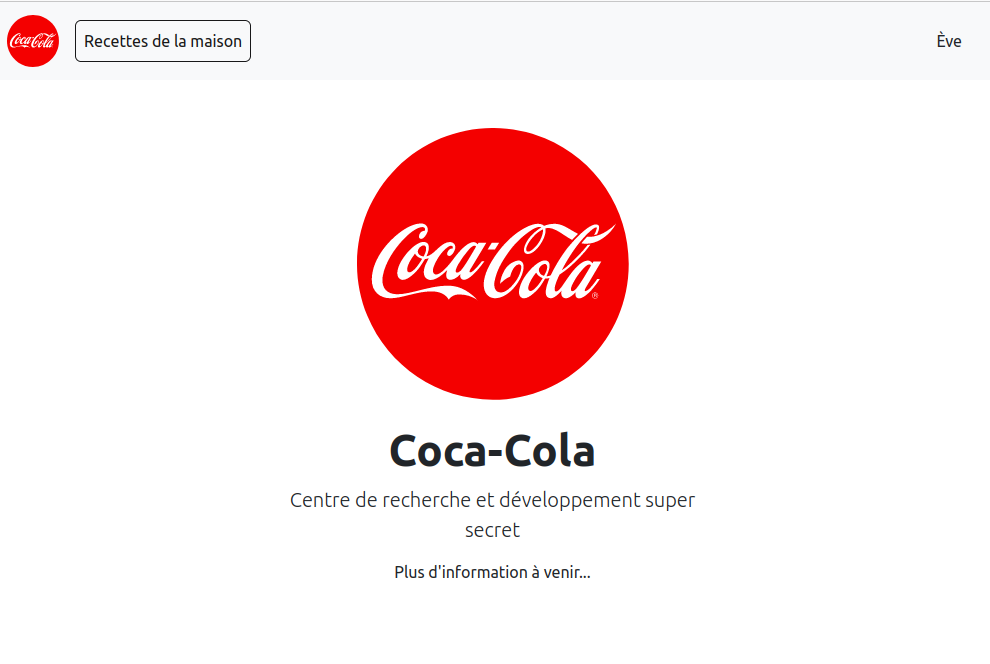 Coca-Cola
Recettes de la maison
Ève
Coca-Cola®
Coca-Cola
Centre de recherche et développement super
secret
Plus d'information à venir...